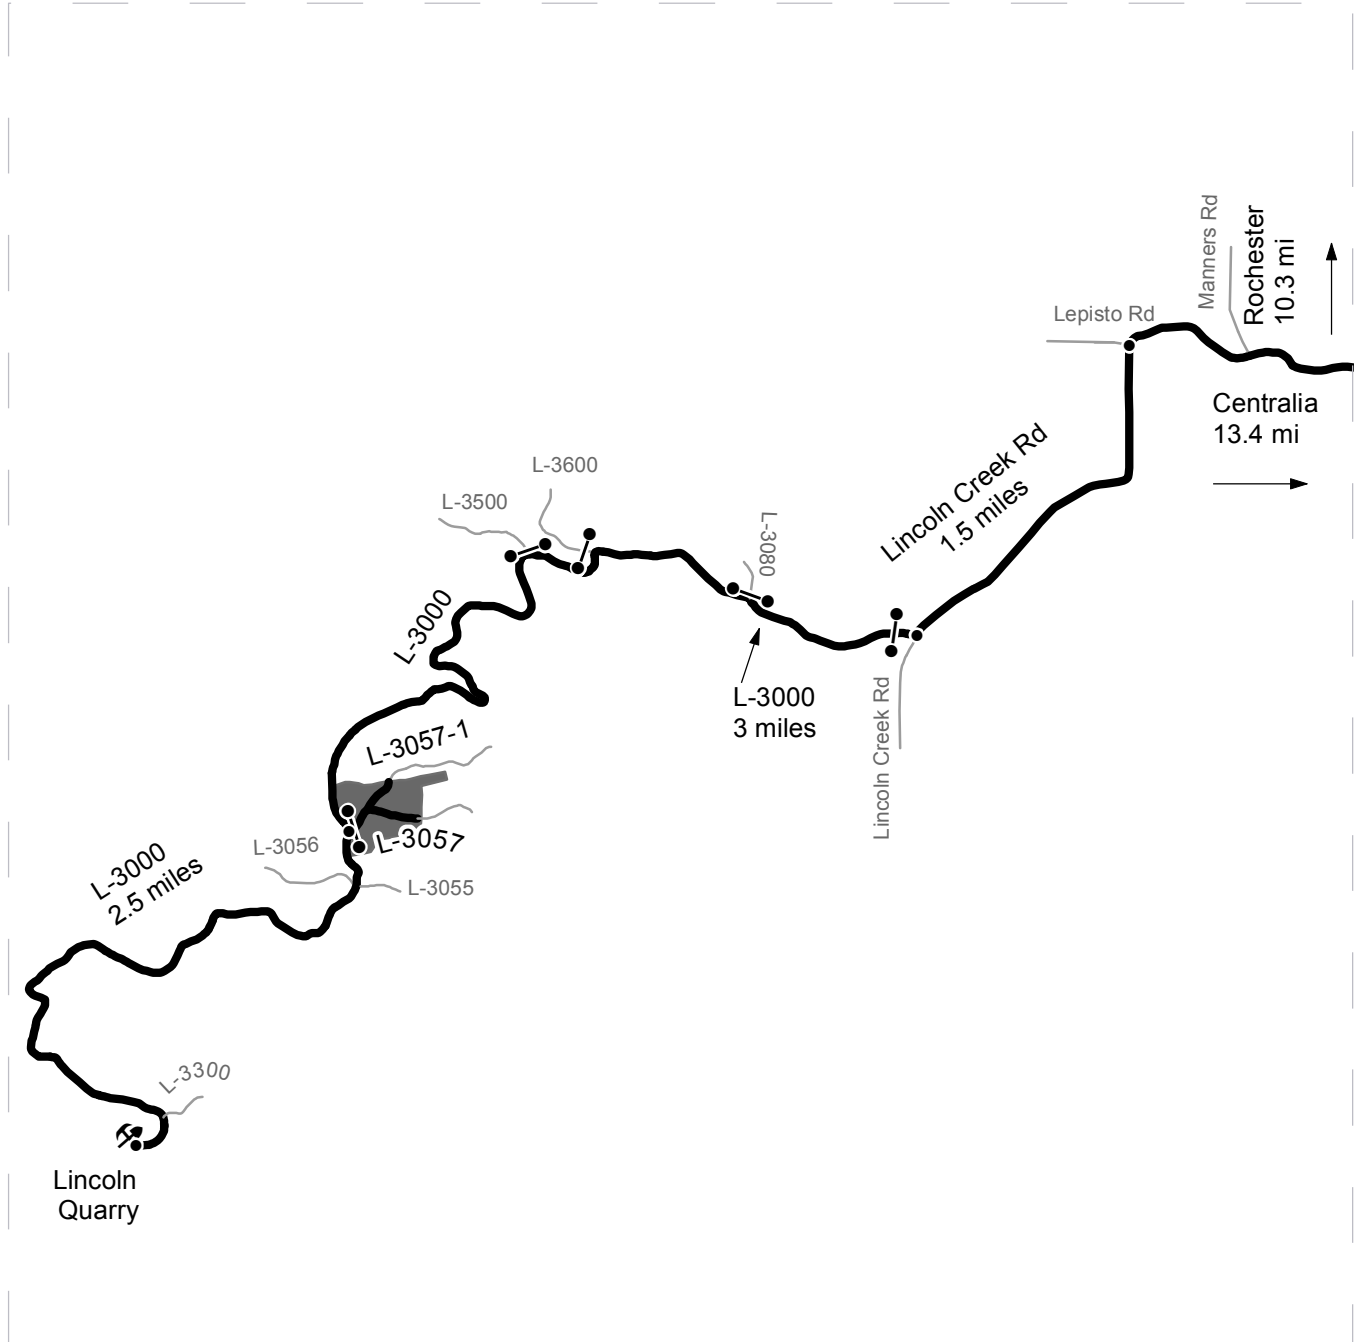 Manners Rd
Rochester
10.3 mi
Lepisto Rd
Centralia
13.4 mi
Lincoln Creek Rd
1.5 miles
L-3600
L-3500
L-3080
L-3000
L-3000
3 miles
Lincoln Creek Rd
L-3057-1
L-3057
L-3056
L-3055
L-3000
2.5 miles
L-3300
Lincoln
Quarry